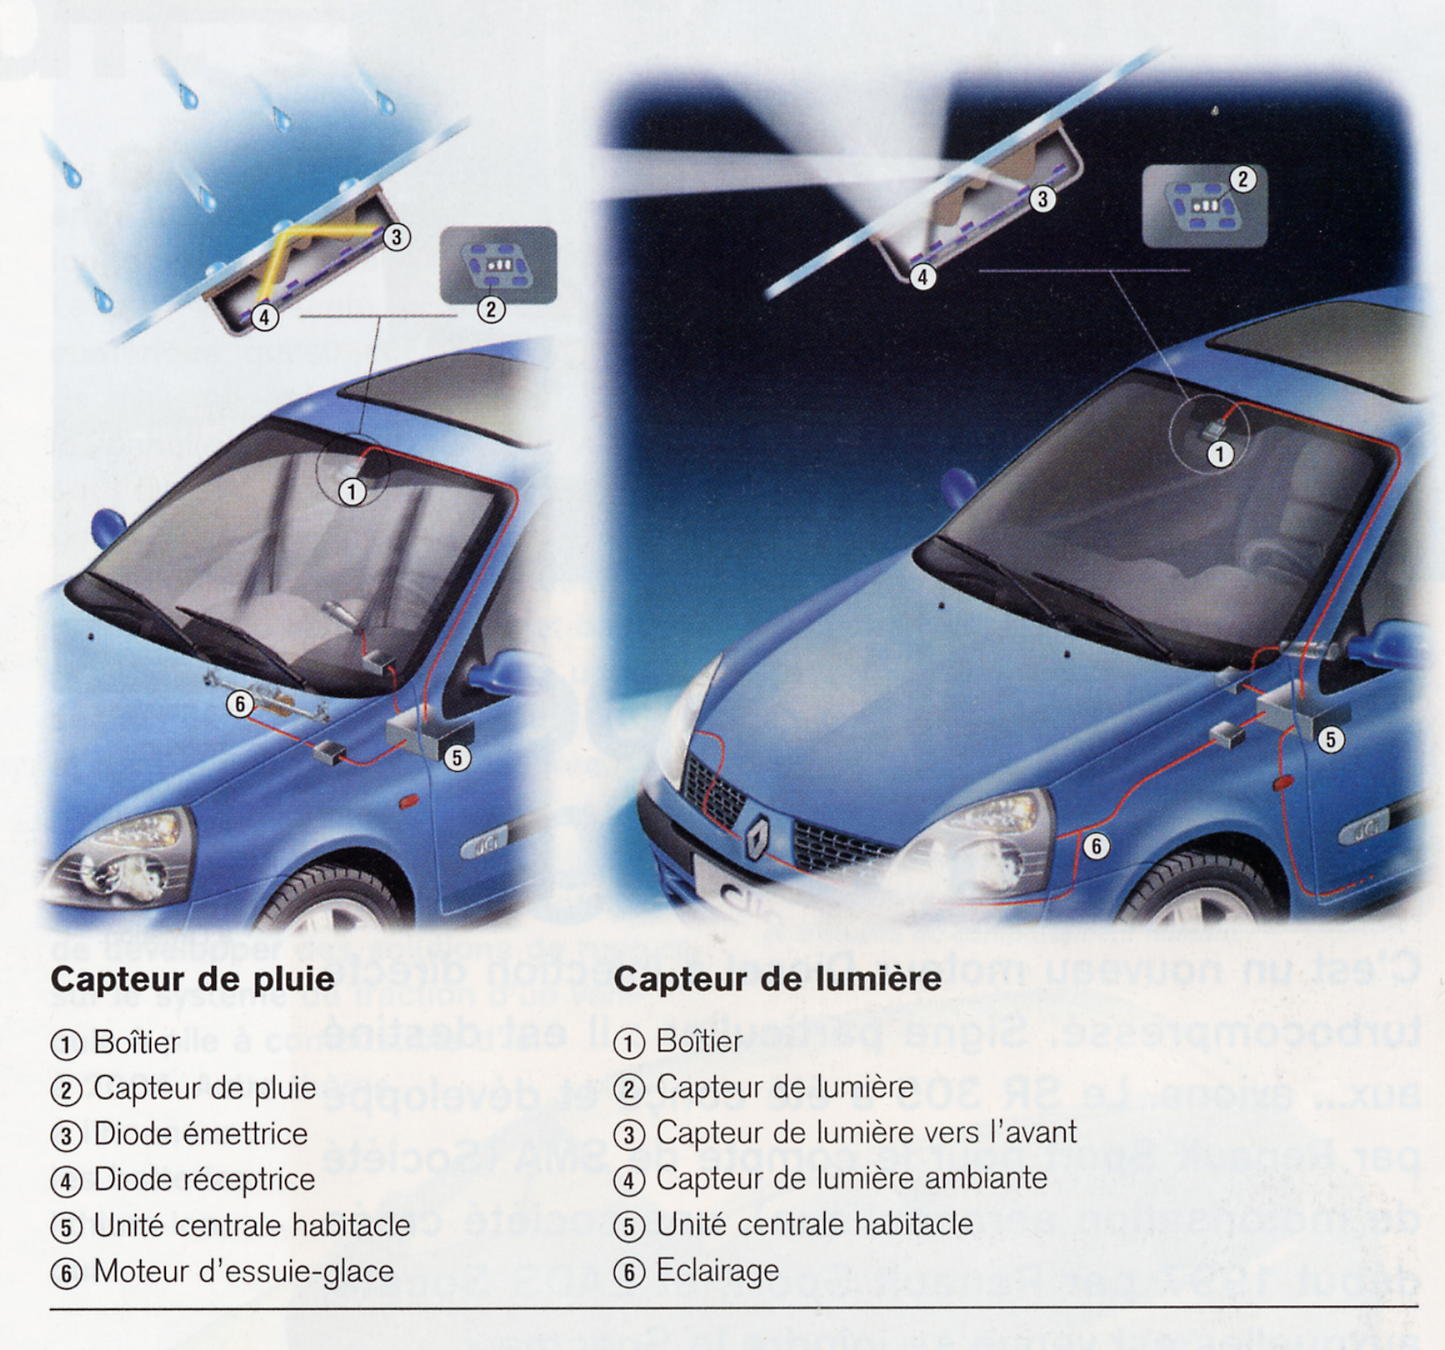 Capteur de pluie
① Boîtier
② Capteur de pluie
③ Diode émettrice
④ Diode réceptrice
⑤ Unité centrale habitacle
⑥ Moteur d'essuie-glace
Capteur de lumière
① Boîtier
② Capteur de lumière
③ Capteur de lumière vers l'avant
④ Capteur de lumière ambiante
⑤ Unité centrale habitacle
⑥ Eclairage